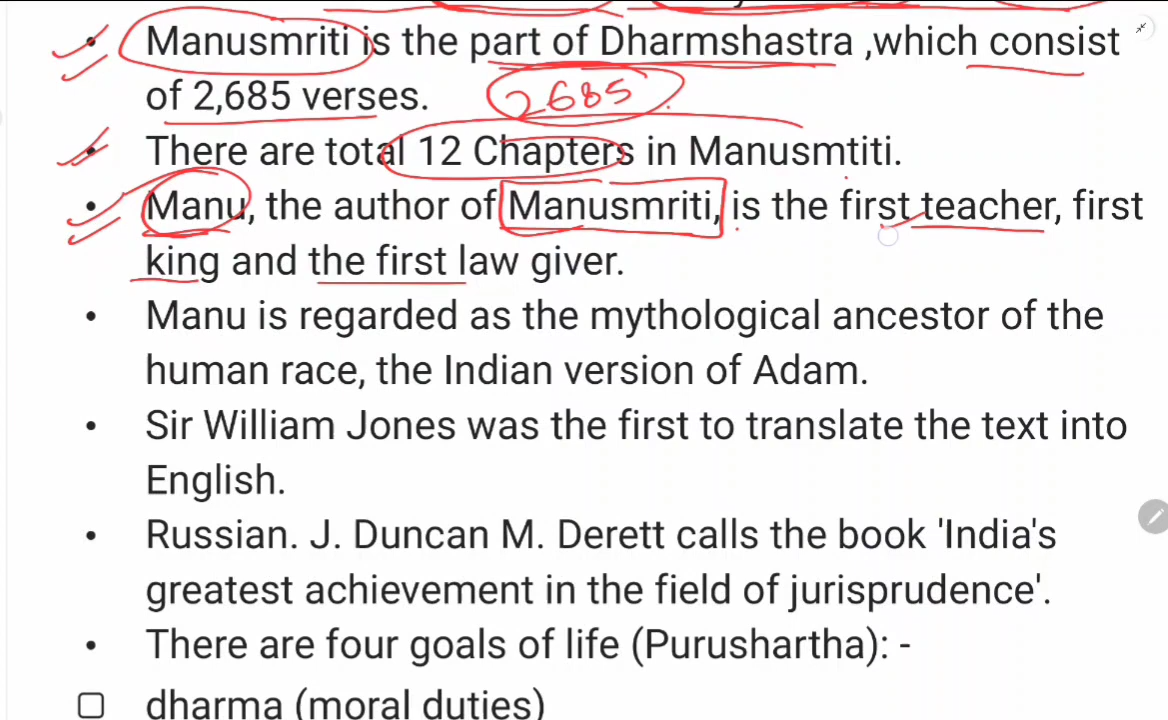 • Manusmriti is the part of Dharmshastra ,which consist
of 2,685 verses. 2685
• There are total 12 Chapters in Manusmtiti.
• Manu, the author of Manusmriti, is the first teacher, first
king and the first law giver.
• Manu is regarded as the mythological ancestor of the
human race, the Indian version of Adam.
• Sir William Jones was the first to translate the text into
English.
• Russian. J. Duncan M. Derett calls the book 'India's
greatest achievement in the field of jurisprudence'.
• There are four goals of life (Purushartha): -
▢ dharma (moral duties)